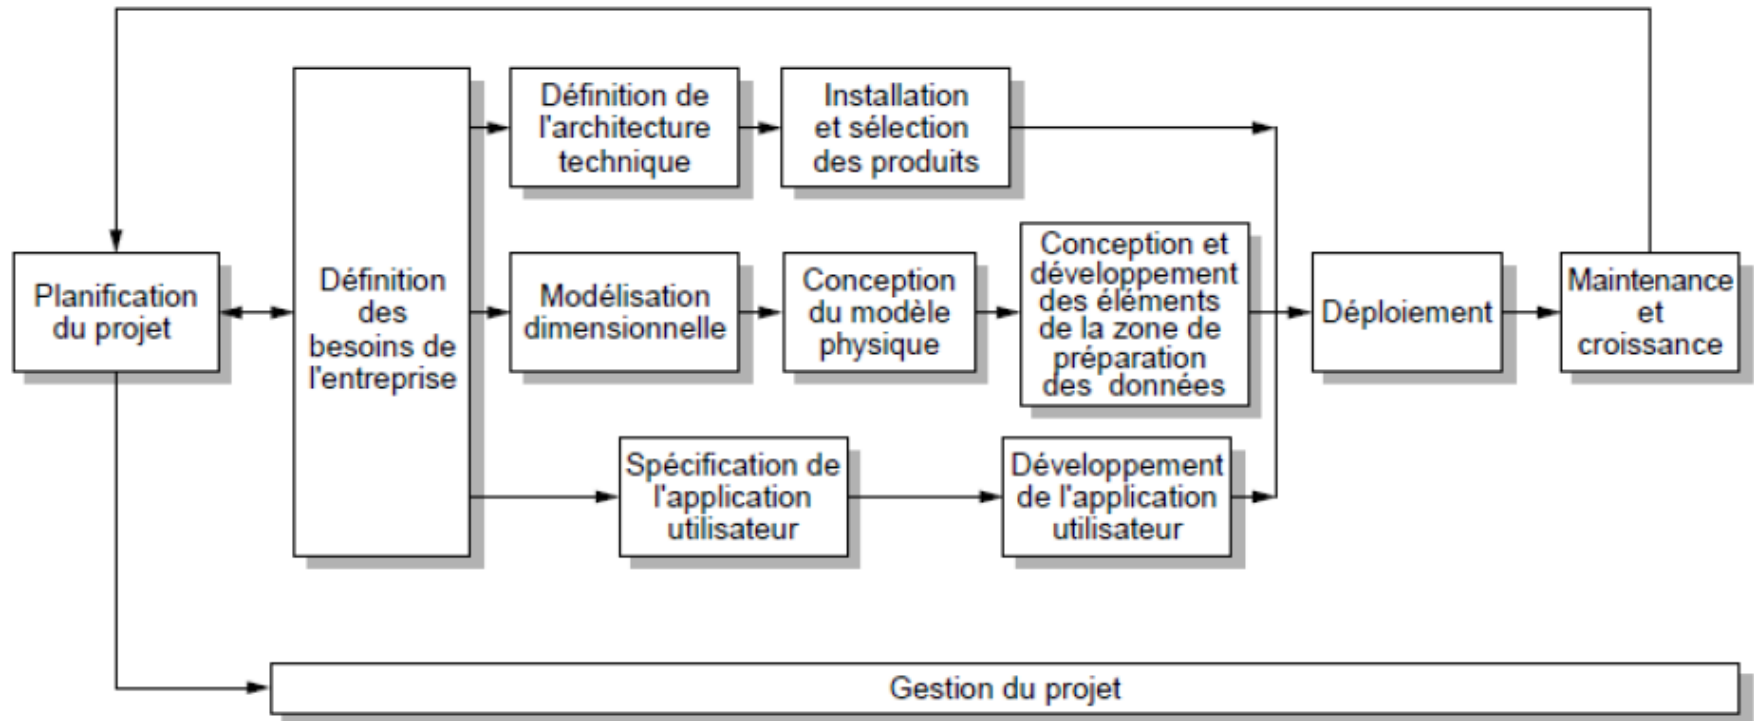 Planification
du projet
Définition
des
besoins de
l'entreprise
Définition de
l'architecture
technique
Installation
et sélection
des produits
Modélisation
dimensionnelle
Conception
du modèle
physique
Conception et
développement
des éléments
de la zone de
préparation
des données
Spécification de
l'application
utilisateur
Développement
de l'application
utilisateur
Déploiement
Maintenance
et
croissance
Gestion du projet